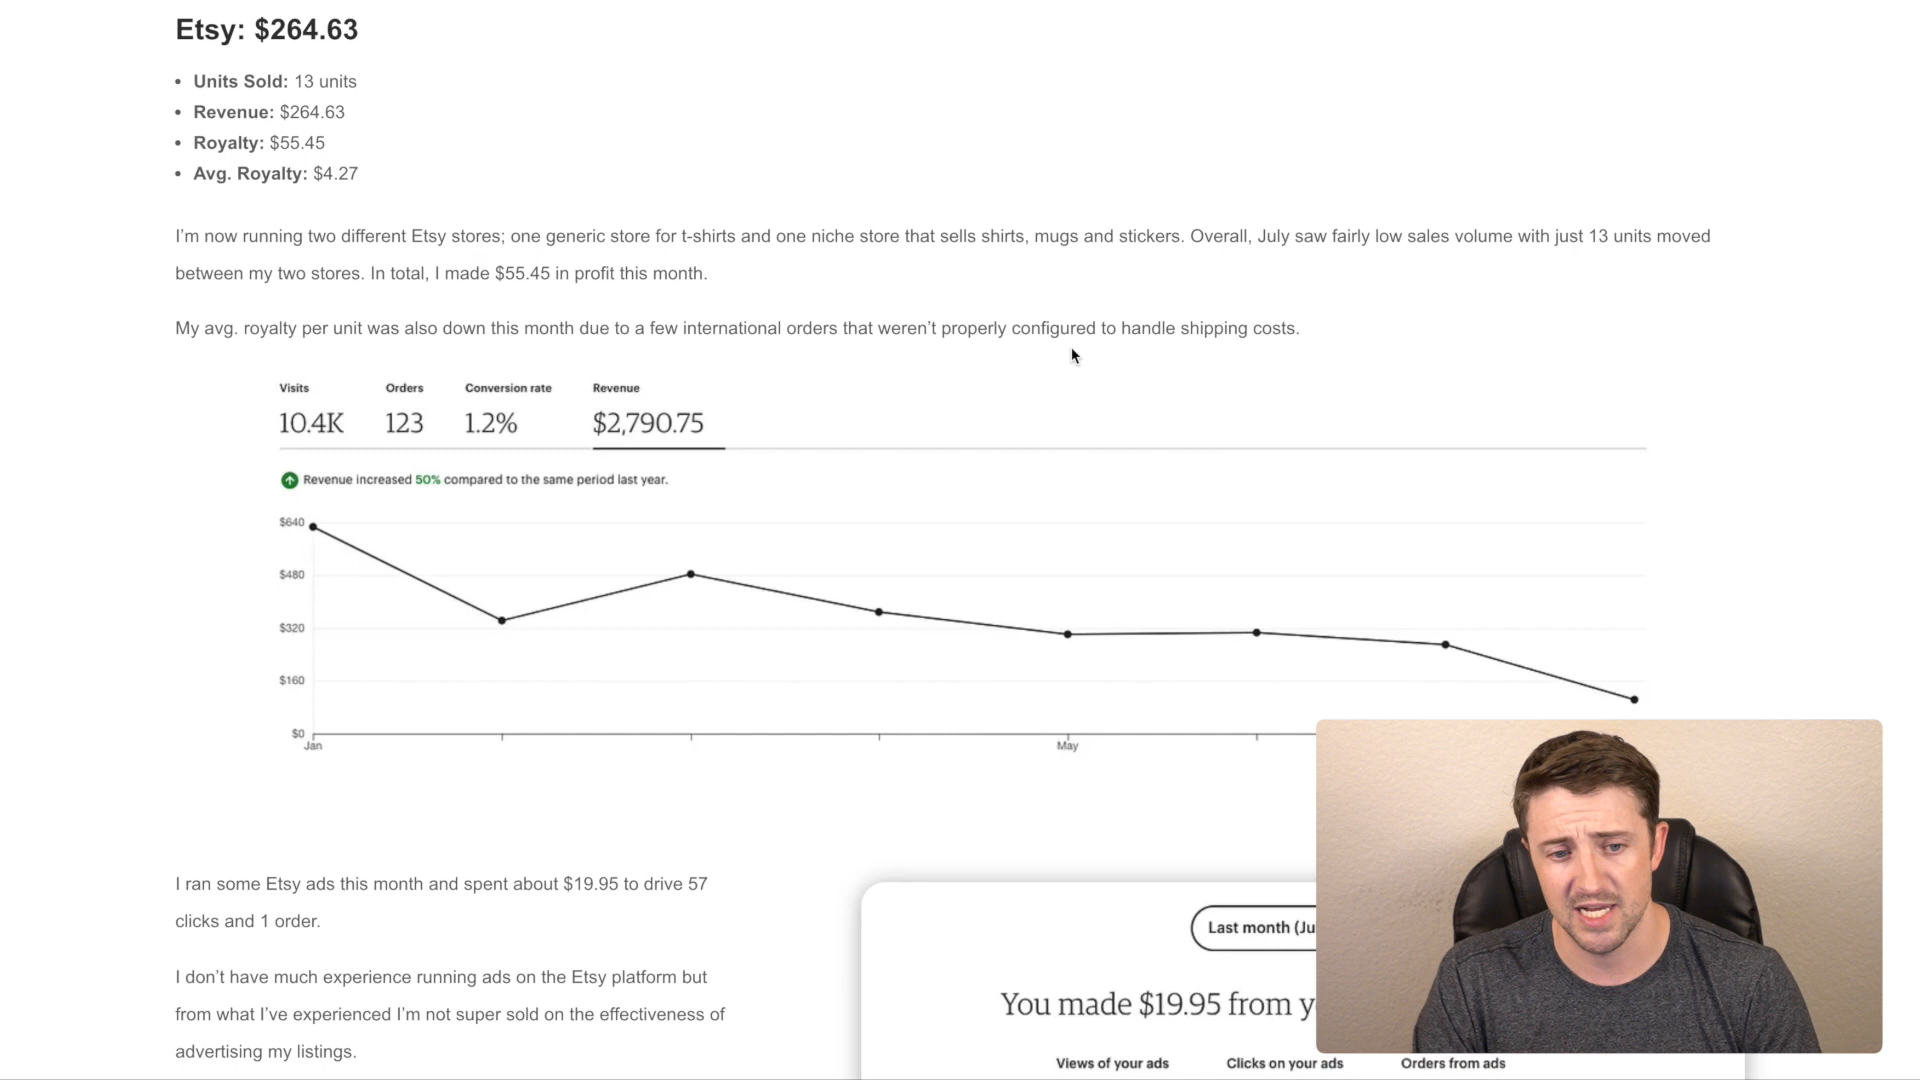 Etsy: $264.63
• Units Sold: 13 units
• Revenue: $264.63
• Royalty: $55.45
• Avg. Royalty: $4.27
I’m now running two different Etsy stores; one generic store for t-shirts and one niche store that sells shirts, mugs and stickers. Overall, July saw fairly low sales volume with just 13 units moved
between my two stores. In total, I made $55.45 in profit this month.
My avg. royalty per unit was also down this month due to a few international orders that weren’t properly configured to handle shipping costs.
Visits Orders Conversion rate Revenue
10.4K 123 1.2% $2,790.75
Revenue increased 50% compared to the same period last year.
$640
$480
$320
$160
$0
Jan May
I ran some Etsy ads this month and spent about $19.95 to drive 57
clicks and 1 order.
I don’t have much experience running ads on the Etsy platform but
from what I’ve experienced I’m not super sold on the effectiveness of
advertising my listings.
Last month (Ju
You made $19.95 from y
Views of your ads Clicks on your ads Orders from ads